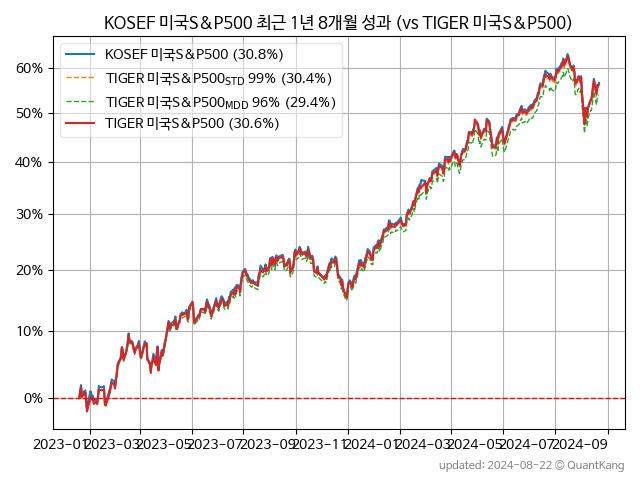 KOSEF 미국S&P500 최근 1년 8개월 성과 (vs TIGER 미국S&P500)
KOSEF 미국S&P500 (30.8%)
TIGER 미국S&P500STD 99% (30.4%)
TIGER 미국S&P500MDD 96% (29.4%)
TIGER 미국S&P500 (30.6%)
60%
50%
40%
30%
20%
10%
0%
2023-01 2023-03 2023-05 2023-07 2023-09 2023-11 2024-01 2024-03 2024-05 2024-07 2024-09
updated: 2024-08-22 @ QuantKang